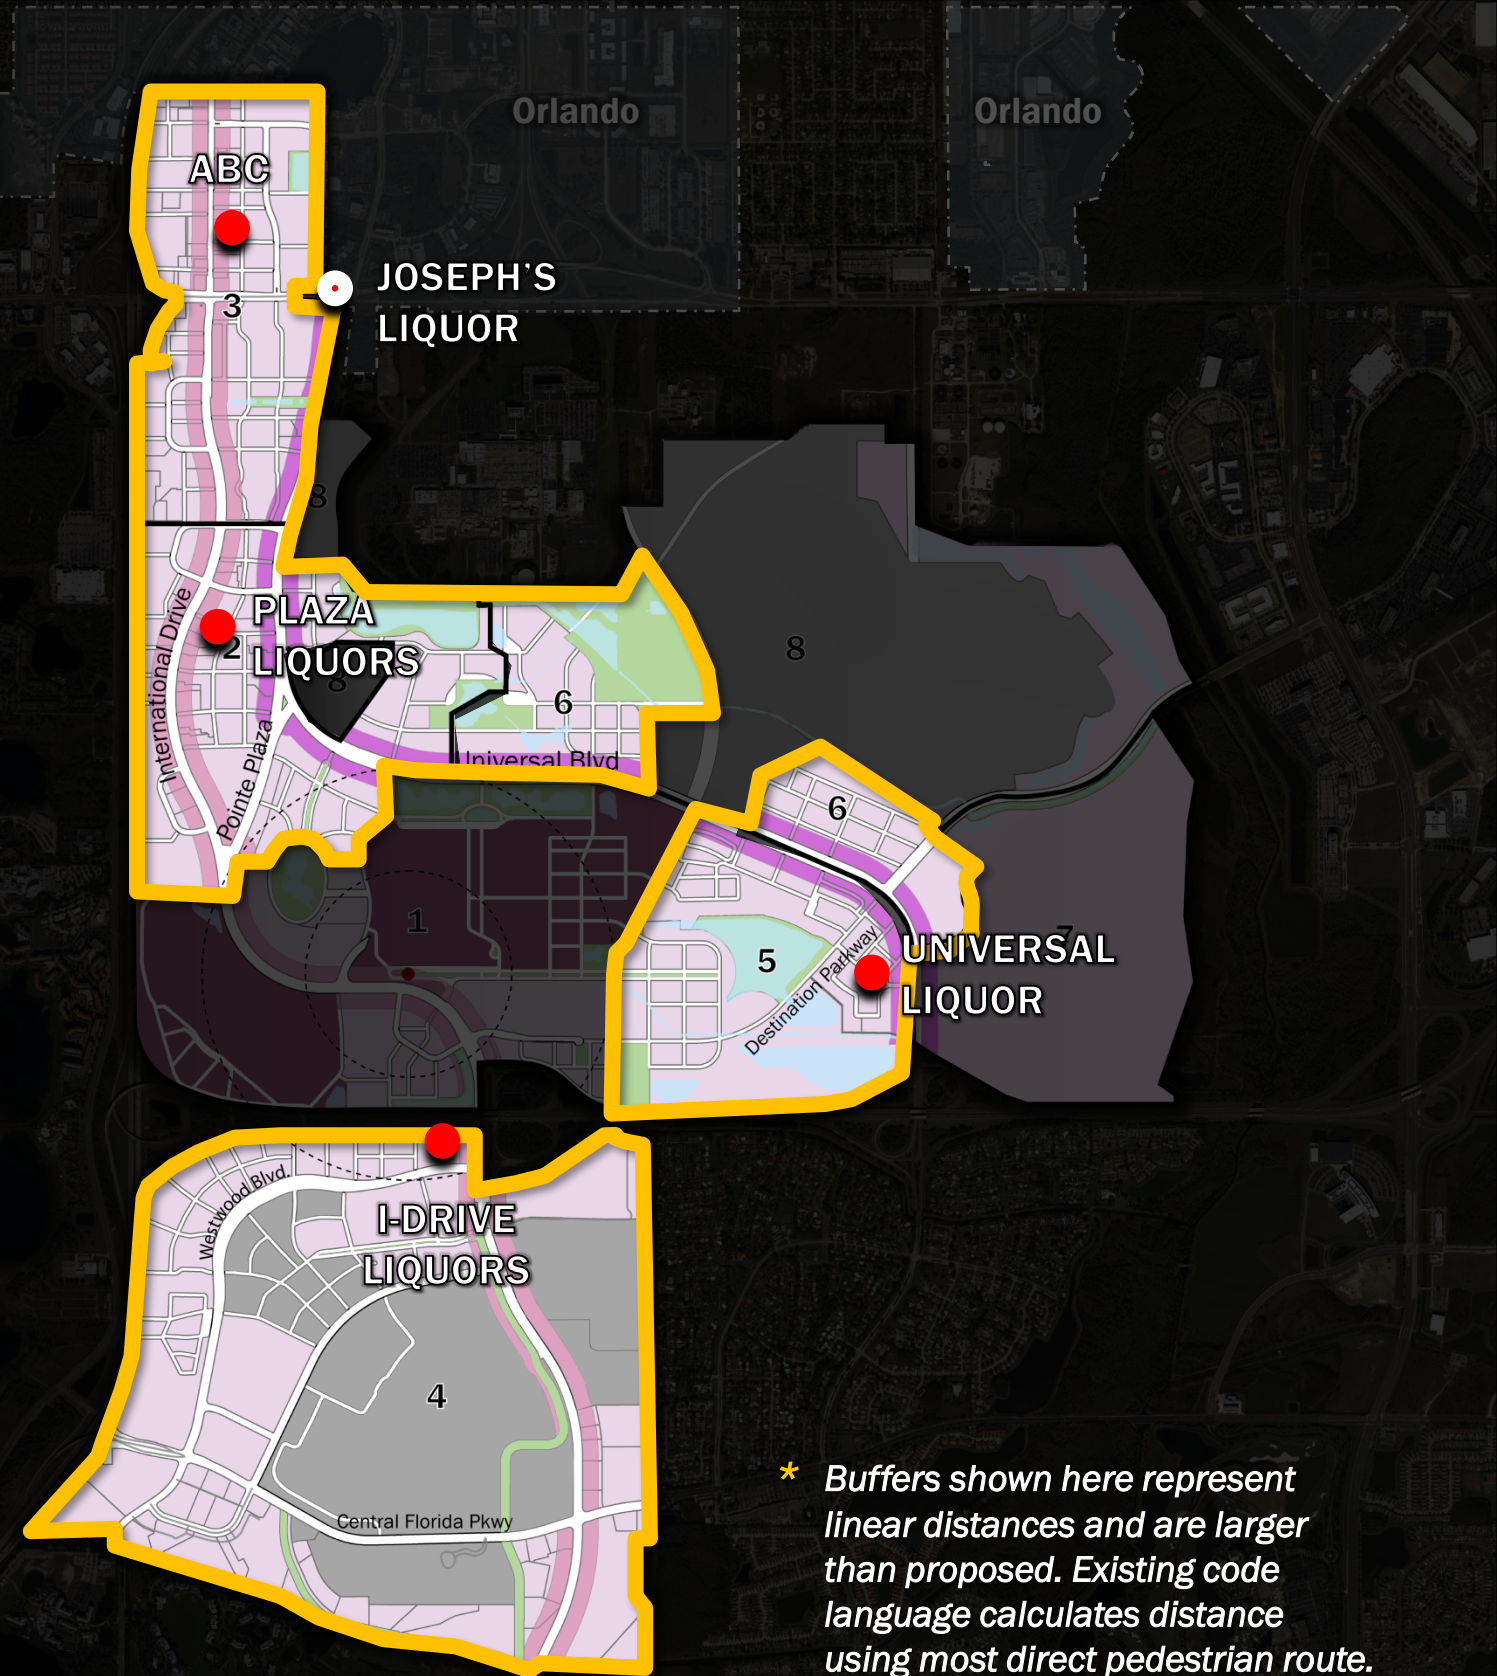 Orlando
Orlando
ABC
JOSEPH'S
LIQUOR
3
8
PLAZA
LIQUORS
2
8
International Drive
Pointe Plaza
6
8
Universal Blvd
6
1
5
7
Destination Parkway
UNIVERSAL
LIQUOR
Westwood Blvd.
I-DRIVE
LIQUORS
4
Central Florida Pkwy
* Buffers shown here represent
linear distances and are larger
than proposed. Existing code
language calculates distance
using most direct pedestrian route.